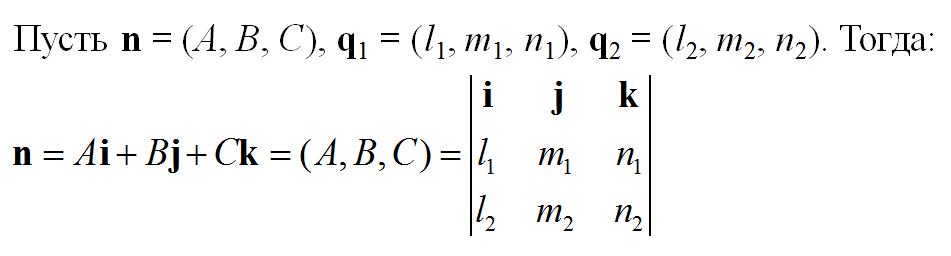 Пусть n = (A, B, C), q₁ = (l₁, m₁, n₁), q₂ = (l₂, m₂, n₂). Тогда:
i j k
n = Ai + Bj + Ck = (A, B, C) = l₁ m₁ n₁
l₂ m₂ n₂